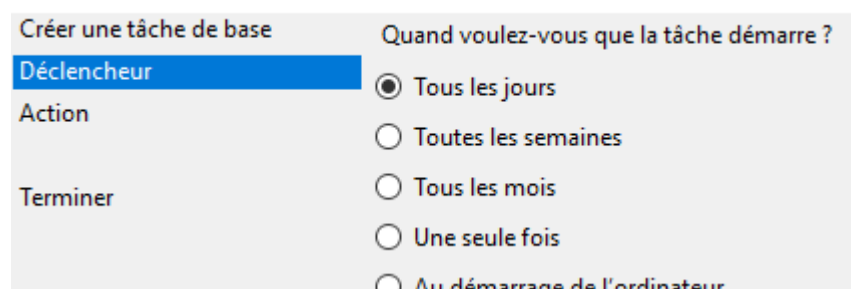 Créer une tâche de base
Déclencheur
Action
Terminer
Quand voulez-vous que la tâche démarre ?
Tous les jours
Toutes les semaines
Tous les mois
Une seule fois
Au démarrage de l'ordinateur